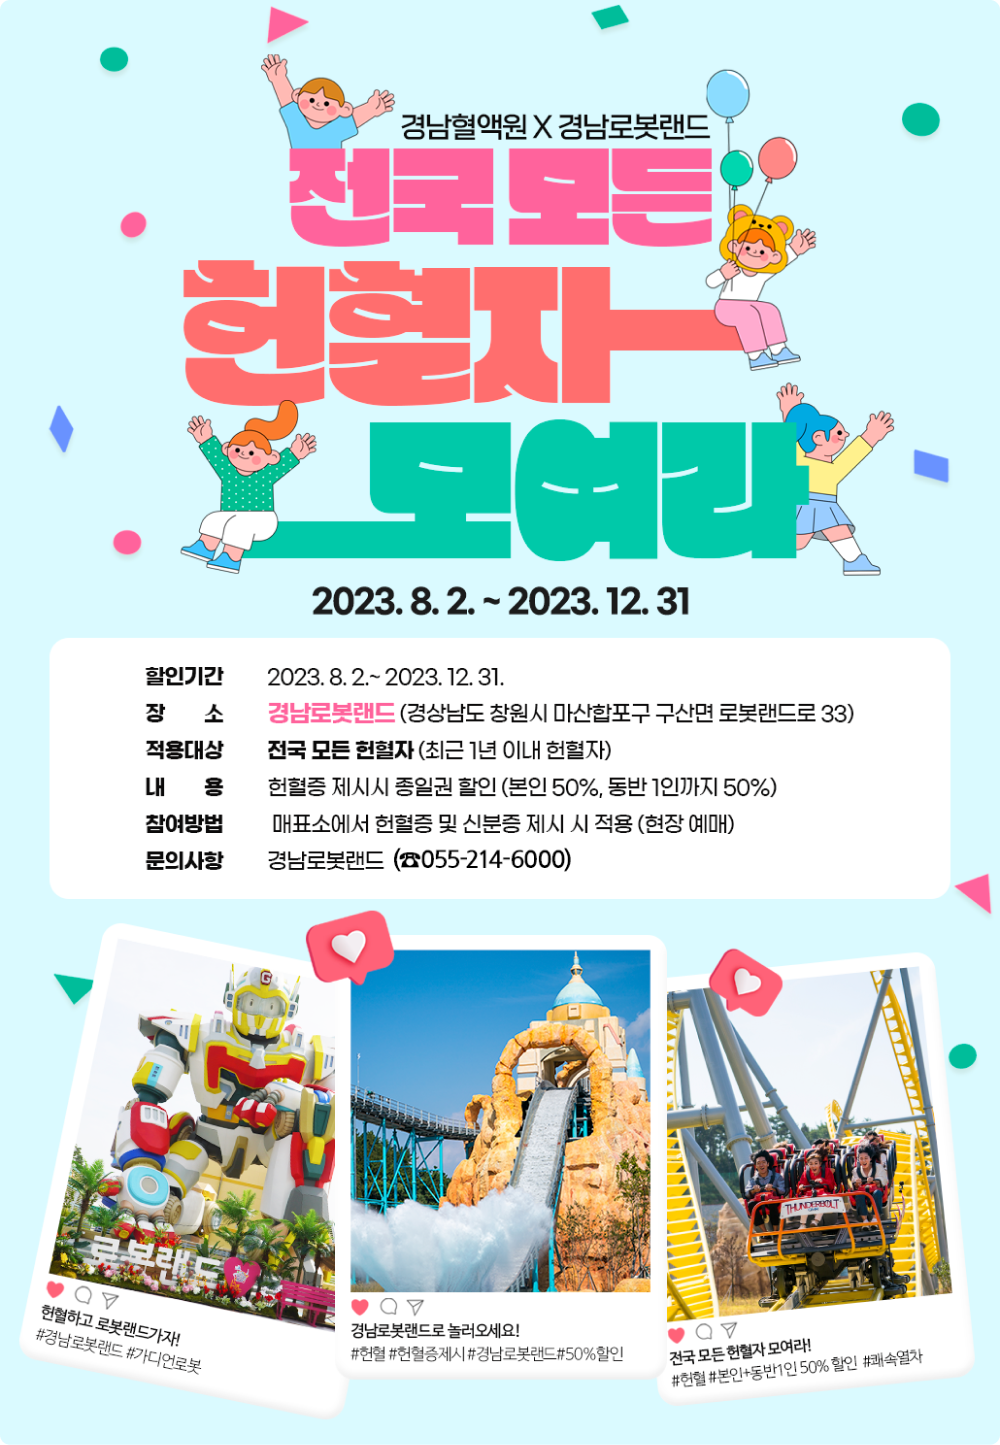 경남혈액원 X 경남로봇랜드
전국 모든
헌혈자
모여라
2023. 8. 2. ~ 2023. 12. 31
할인기간 2023. 8. 2.~ 2023. 12. 31.
장 소 경남로봇랜드 (경상남도 창원시 마산합포구 구산면 로봇랜드로 33)
적용대상 전국 모든 헌혈자 (최근 1년 이내 헌혈자)
내 용 헌혈증 제시시 종일권 할인 (본인 50%, 동반 1인까지 50%)
참여방법 매표소에서 헌혈증 및 신분증 제시 시 적용 (현장 예매)
문의사항 경남로봇랜드 (☎055-214-6000)
G
로봇랜드
헌혈하고 로봇랜드가자!
#경남로봇랜드 #가디언로봇
경남로봇랜드로 놀러오세요!
#헌혈 #헌혈증제시 #경남로봇랜드#50%할인
THUNDERBOLT
전국 모든 헌혈자 모여라!
#헌혈 #본인+동반1인 50% 할인 #쾌속열차